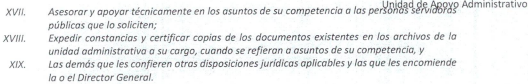 Unidad de Apoyo Administrativo
XVII. Asesorar y apoyar técnicamente en los asuntos de su competencia a las personas servidoras
públicas que lo soliciten;
XVIII. Expedir constancias y certificar copias de los documentos existentes en los archivos de la
unidad administrativa a su cargo, cuando se refieran a asuntos de su competencia, y
XIX. Las demás que les confieren otras disposiciones jurídicas aplicables y las que les encomiende
la o el Director General.